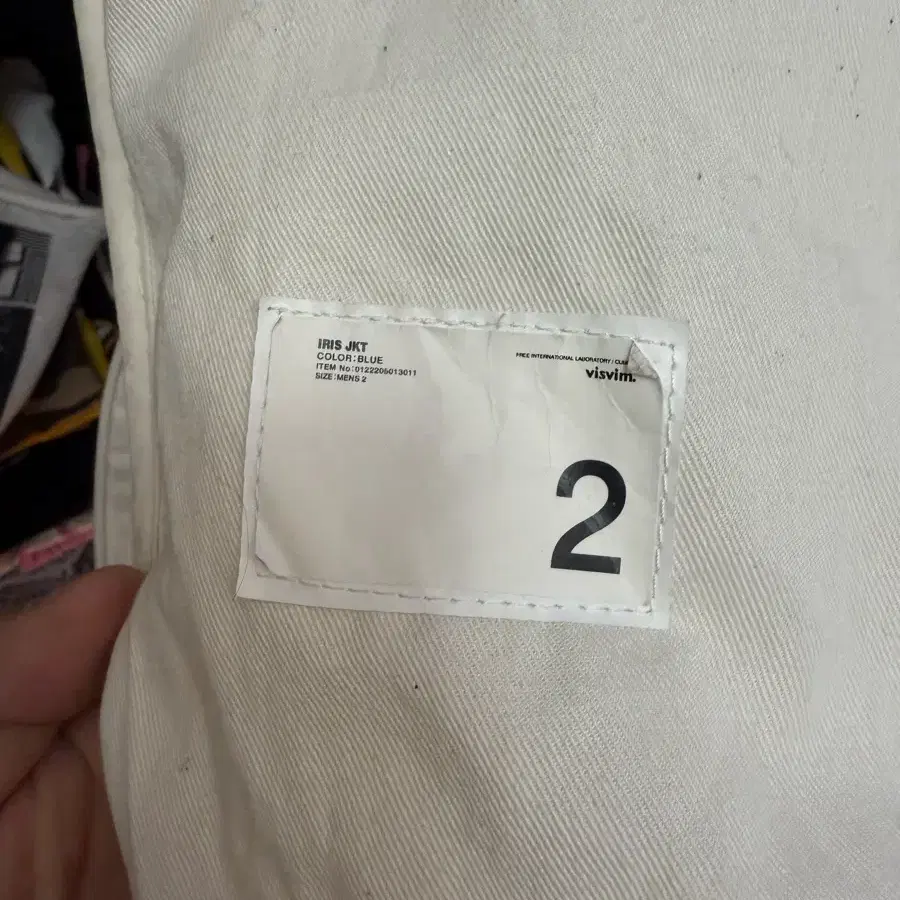 IRIS JKT
COLOR:BLUE
ITEM No:0122205013011
SIZE:MENS 2
FREE INTERNATIONAL LABORATORY /
visvim.
2